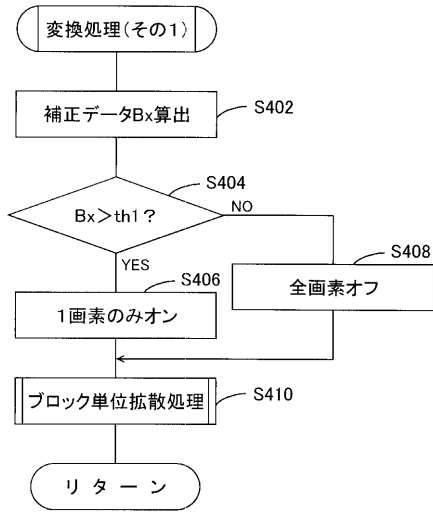 変換処理(その1)
補正データBx算出
S402
S404
Bx＞th1？
NO
YES
S406
S408
1画素のみオン
全画素オフ
ブロック単位拡散処理
S410
リターン